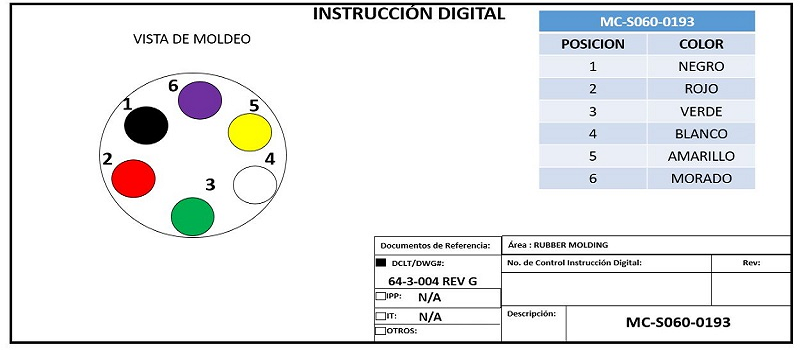 INSTRUCCIÓN DIGITAL
VISTA DE MOLDEO
6
1
5
2
4
3
MC-S060-0193
POSICION COLOR
1 NEGRO
2 ROJO
3 VERDE
4 BLANCO
5 AMARILLO
6 MORADO
Documentos de Referencia:
DCLT/DWG#:
64-3-004 REV G
IPP: N/A
IT: N/A
OTROS:
Área : RUBBER MOLDING
No. de Control Instrucción Digital: Rev:
Descripción: MC-S060-0193